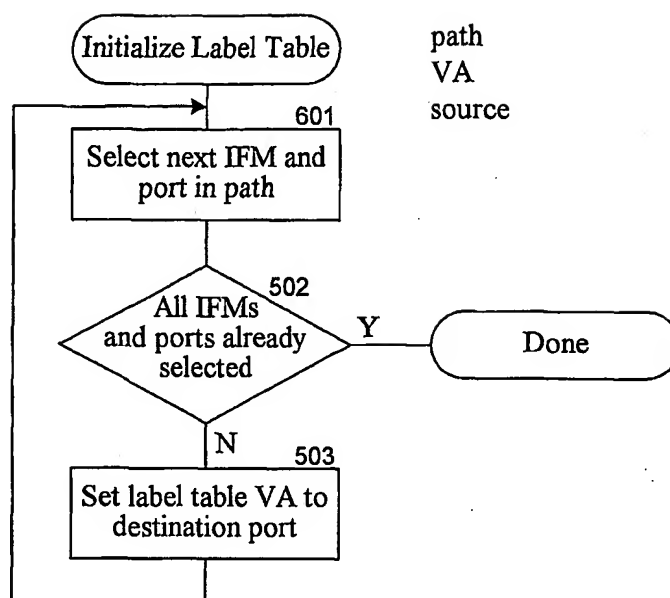 Initialize Label Table
path
VA
source
601
Select next IFM and
port in path
502
All IFMs
and ports already
selected
Y
Done
N
503
Set label table VA to
destination port